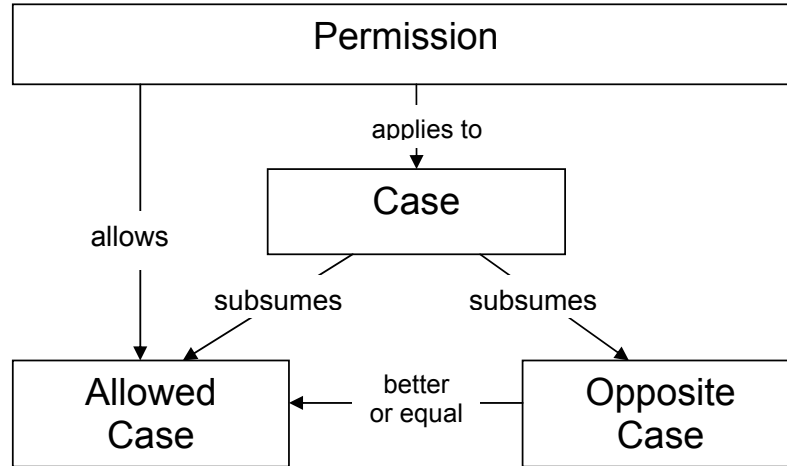 Permission
applies to
Case
allows
subsumes
subsumes
Allowed
Case
better
or equal
Opposite
Case